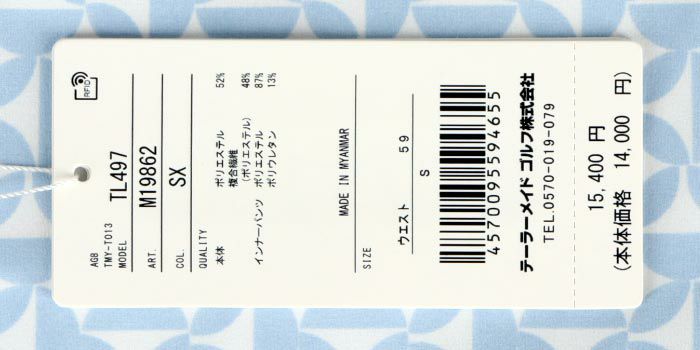 RFID
AGB
TMY-T013
MODEL TL497
ART. M19862
COL. SX
QUALITY
本体 ポリエステル 52%
複合繊維
(ポリエステル) 48%
インナーパンツ ポリエステル 87%
ポリウレタン 13%
MADE IN MYANMAR
SIZE
ウエスト 59
S
4570095594655
テーラーメイド ゴルフ株式会社
TEL.0570-019-079
15,400 円
(本体価格 14,000 円)